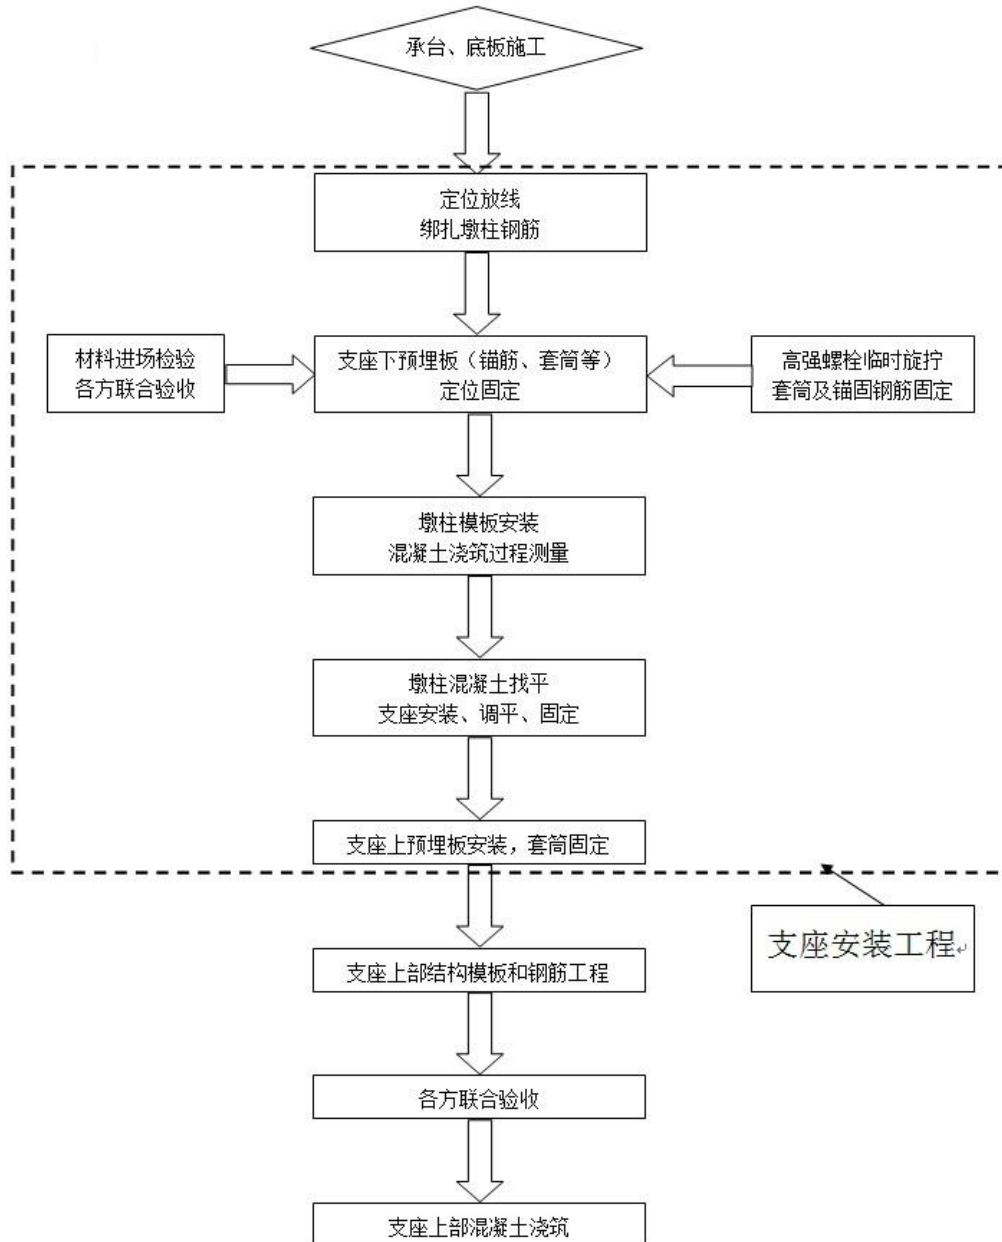 承台、底板施工
定位放线
绑扎墩柱钢筋
材料进场检验
各方联合验收
支座下预埋板（锚筋、套筒等）
定位固定
高强螺栓临时旋拧
套筒及锚固钢筋固定
墩柱模板安装
混凝土浇筑过程测量
墩柱混凝土找平
支座安装、调平、固定
支座上预埋板安装，套筒固定
支座安装工程
支座上部结构模板和钢筋工程
各方联合验收
支座上部混凝土浇筑